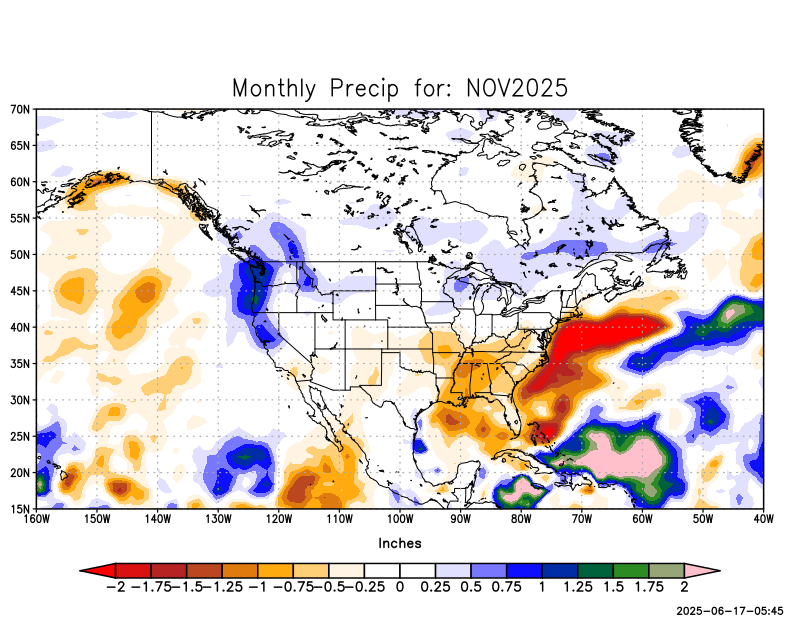 Monthly Precip for: NOV2025
70N
65N
60N
55N
50N
45N
40N
35N
30N
25N
20N
15N
160W 150W 140W 130W 120W 110W 100W 90W 80W 70W 60W 50W 40W
Inches
-2 -1.75 -1.5 -1.25 -1 -0.75 -0.5 -0.25 0 0.25 0.5 0.75 1 1.25 1.5 1.75 2
2025-06-17-05:45